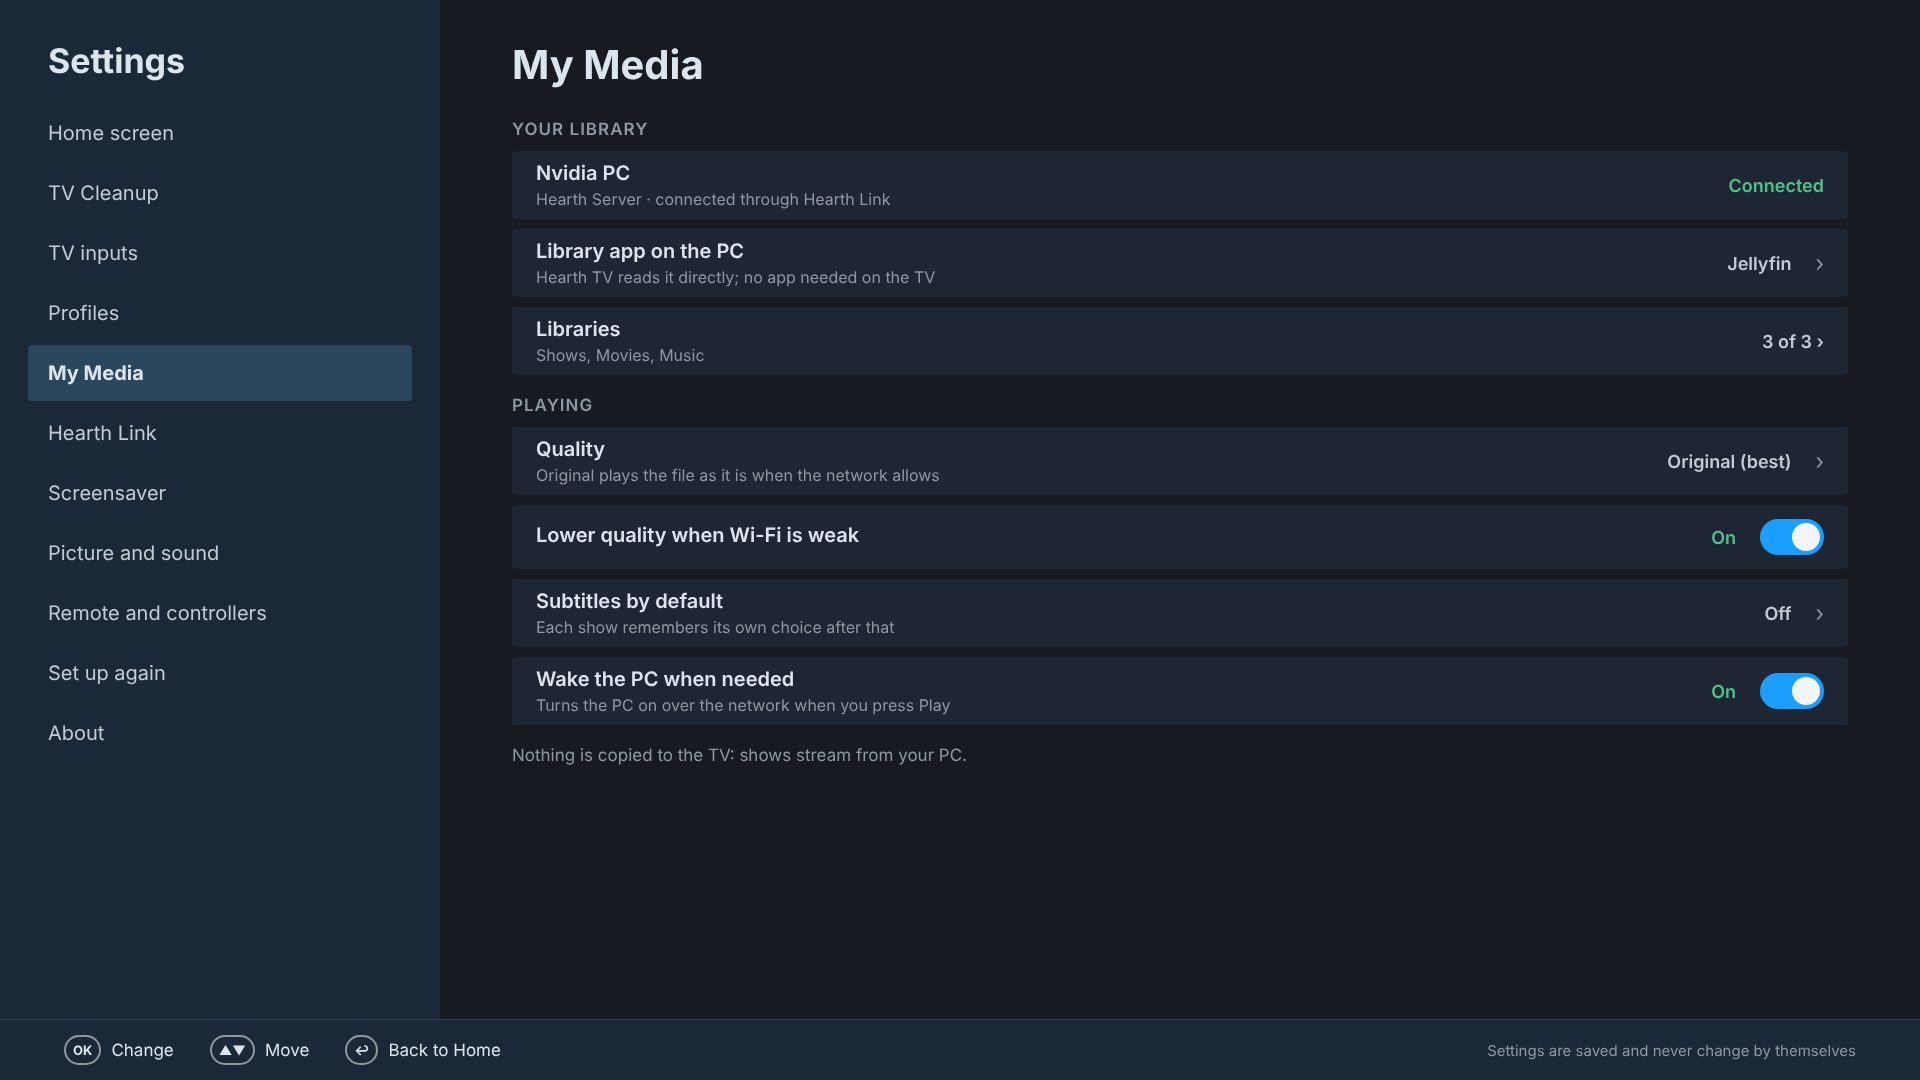 Settings
Home screen
TV Cleanup
TV inputs
Profiles
My Media
Hearth Link
Screensaver
Picture and sound
Remote and controllers
Set up again
About
My Media
YOUR LIBRARY
Nvidia PC
Hearth Server · connected through Hearth Link
Connected
Library app on the PC
Hearth TV reads it directly; no app needed on the TV
Jellyfin ›
Libraries
Shows, Movies, Music
3 of 3 ›
PLAYING
Quality
Original plays the file as it is when the network allows
Original (best) ›
Lower quality when Wi-Fi is weak
On
Subtitles by default
Each show remembers its own choice after that
Off ›
Wake the PC when needed
Turns the PC on over the network when you press Play
On
Nothing is copied to the TV: shows stream from your PC.
OK Change ▲▼ Move ↩ Back to Home
Settings are saved and never change by themselves